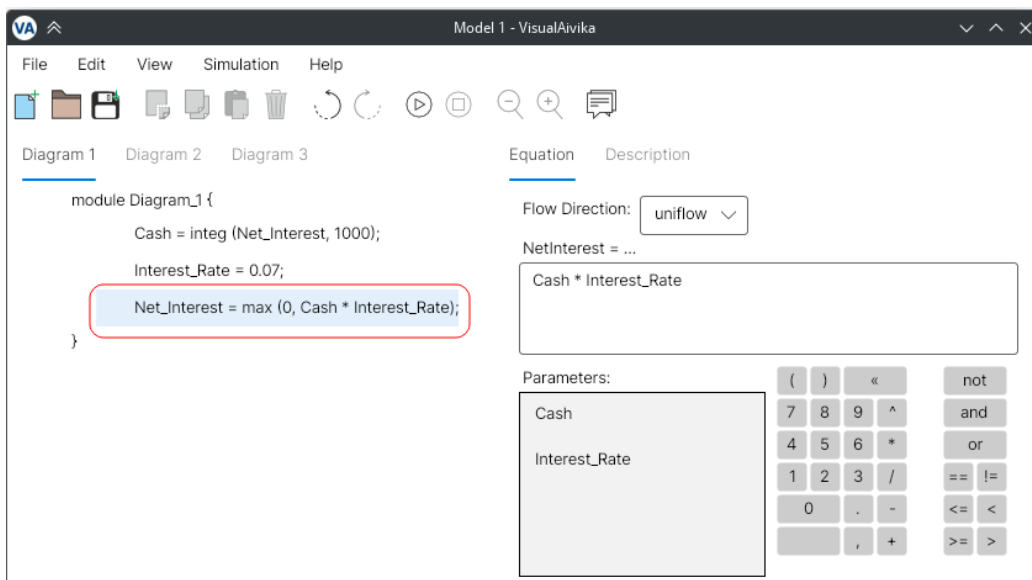 VA
Model 1 - VisualAivika
File Edit View Simulation Help
Diagram 1 Diagram 2 Diagram 3
module Diagram_1 {
Cash = integ (Net_Interest, 1000);
Interest_Rate = 0.07;
Net_Interest = max (0, Cash * Interest_Rate);
}
Equation Description
Flow Direction: uniflow
NetInterest = ...
Cash * Interest_Rate
Parameters:
Cash
Interest_Rate
( ) « not
7 8 9 ^ and
4 5 6 * or
1 2 3 / == !=
0 . - <= <
, + >= >